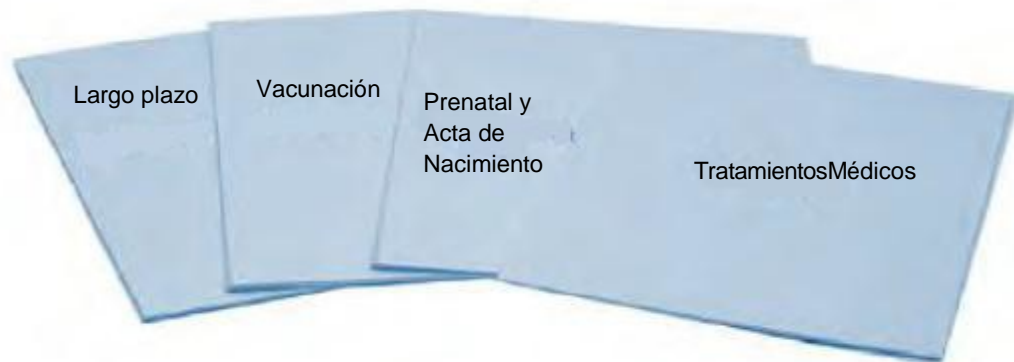 Largo plazo
Vacunación
Prenatal y
Acta de
Nacimiento
TratamientosMédicos